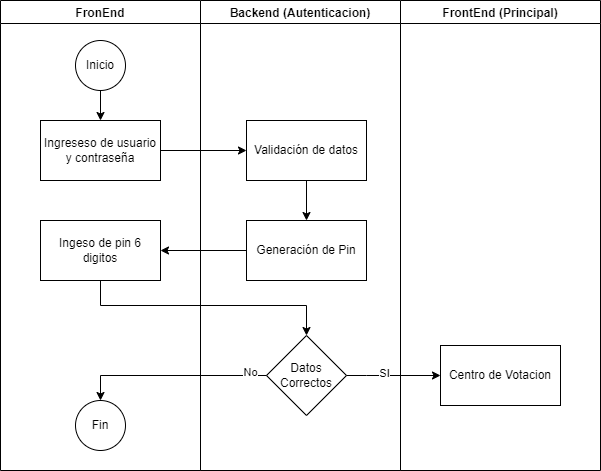 FronEnd
Backend (Autenticacion)
FrontEnd (Principal)
Inicio
Ingreseso de usuario
y contraseña
Validación de datos
Ingeso de pin 6
digitos
Generación de Pin
Datos
Correctos
No
SI
Centro de Votacion
Fin